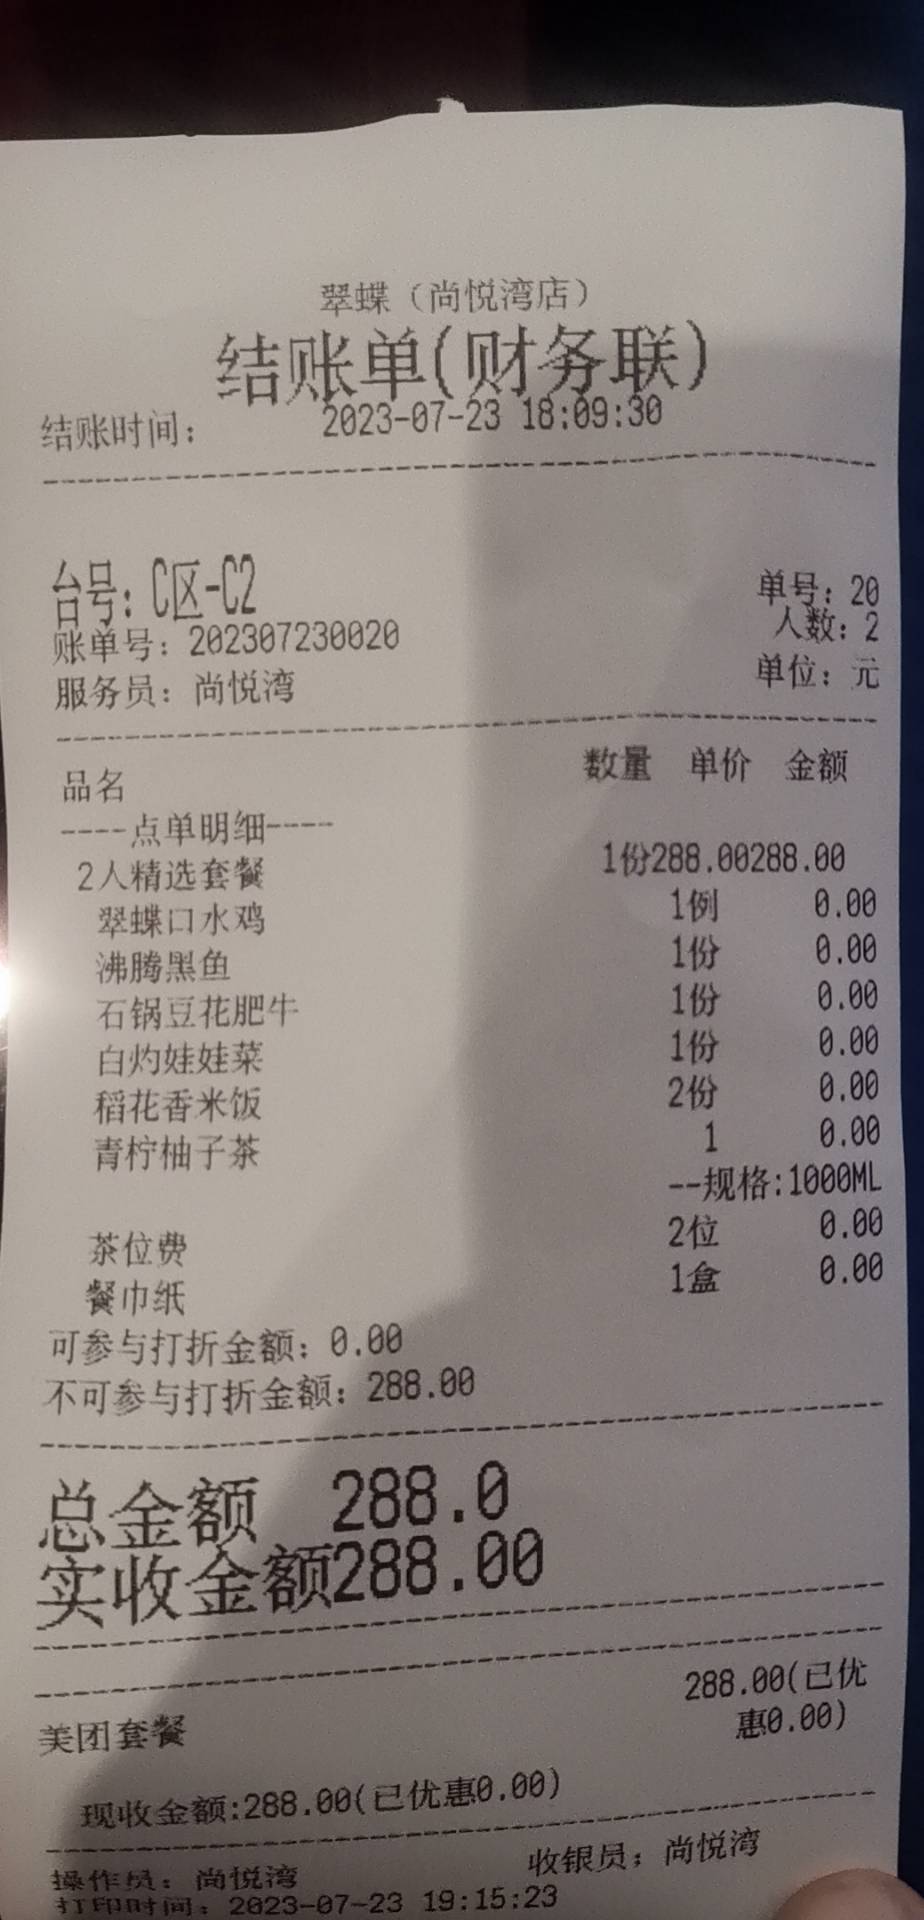 翠蝶（尚悦湾店）
结账单(财务联)
结账时间： 2023-07-23 18:09:30
台号：C区-C2
单号：20
账单号：202307230020
人数：2
服务员：尚悦湾
单位：元
品名 数量 单价 金额
----点单明细----
2人精选套餐 1份288.00288.00
翠蝶口水鸡 1例 0.00
沸腾黑鱼 1份 0.00
石锅豆花肥牛 1份 0.00
白灼娃娃菜 1份 0.00
稻花香米饭 2份 0.00
青柠柚子茶 1 0.00
--规格:1000ML
茶位费 2位 0.00
餐巾纸 1盒 0.00
可参与打折金额：0.00
不可参与打折金额：288.00
总金额 288.0
实收金额288.00
美团套餐 288.00(已优
惠0.00)
现收金额:288.00(已优惠0.00)
操作员：尚悦湾 收银员；尚悦湾
打印时间：2023-07-23 19:15:23